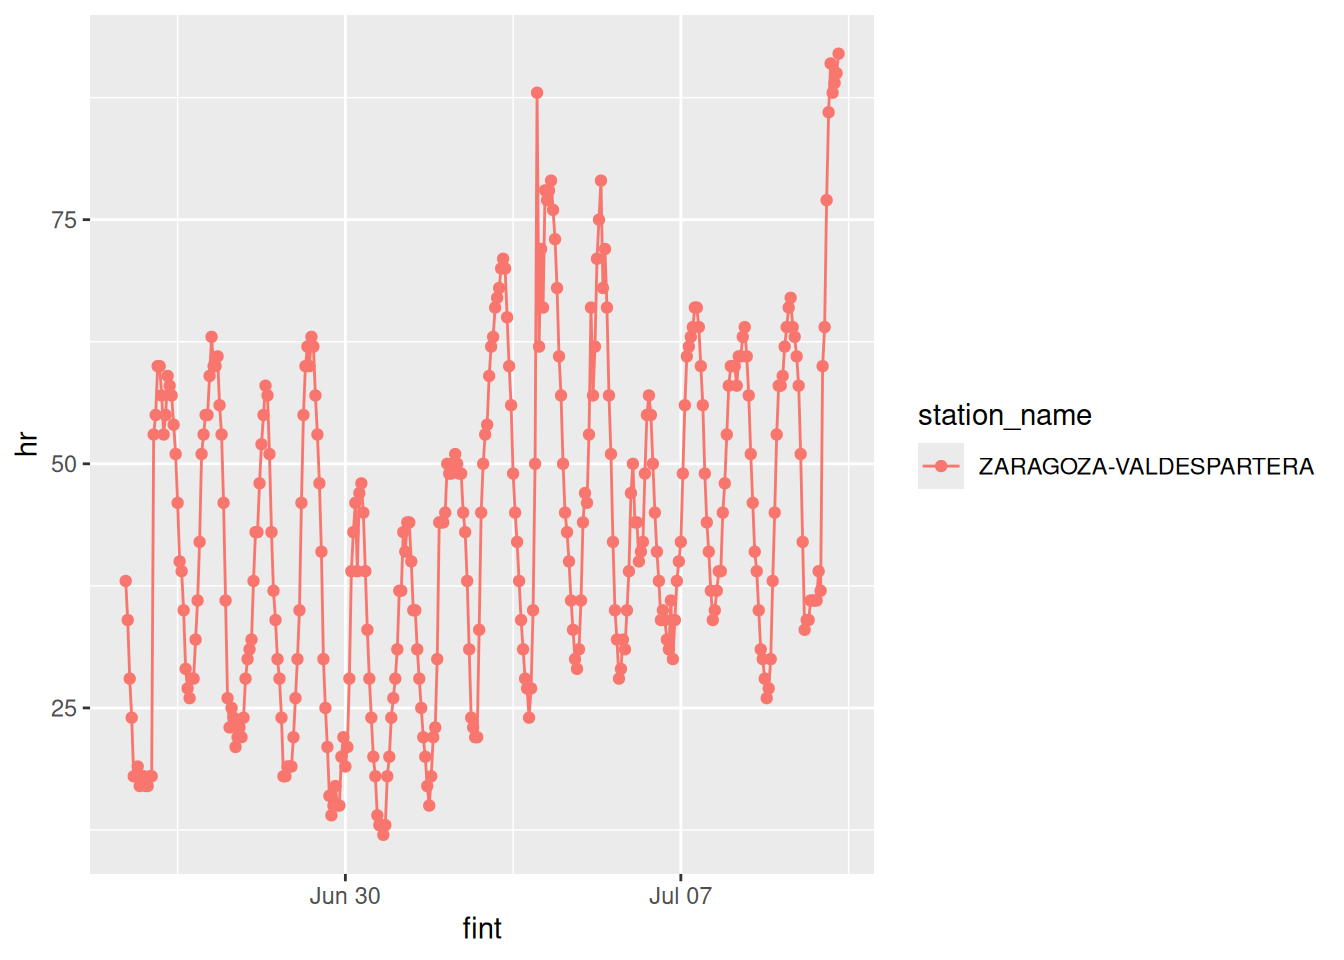 75
50
25
hr
Jun 30
Jul 07
fint
station_name
ZARAGOZA-VALDESPARTERA